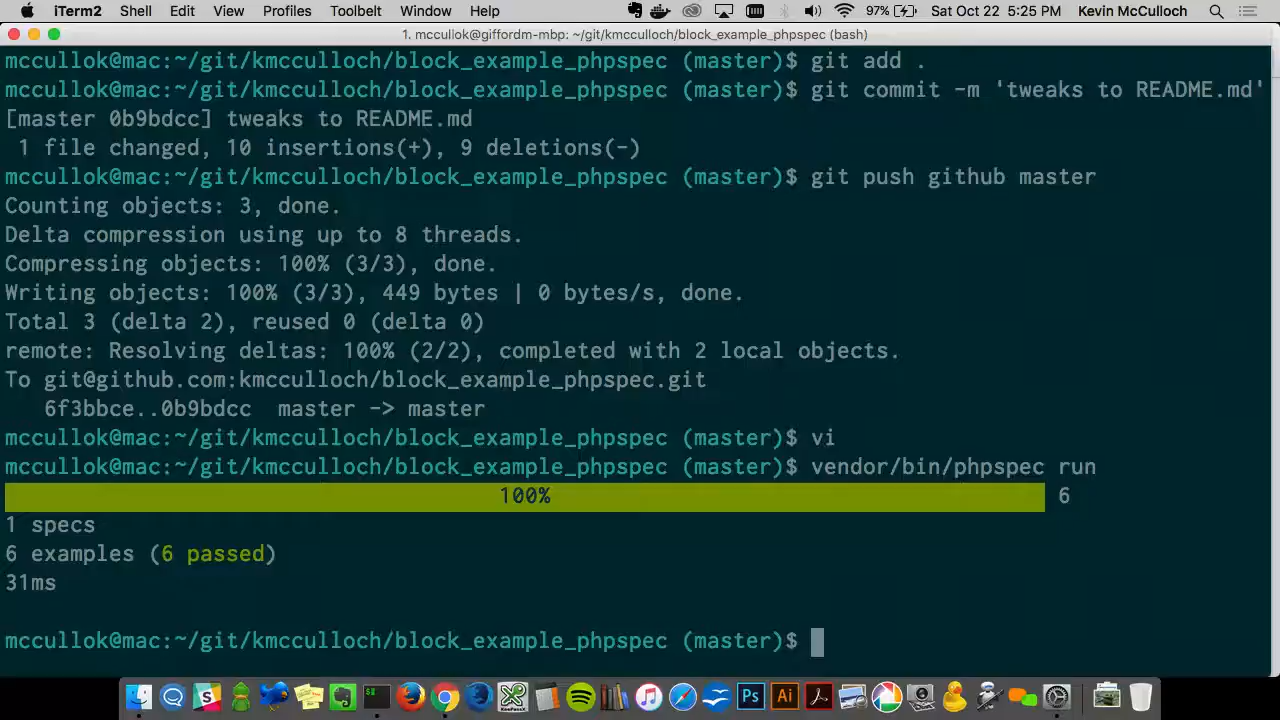 iTerm2 Shell Edit View Profiles Toolbelt Window Help 97% Sat Oct 22 5:25 PM Kevin McCulloch
1. mccullok@giffordm-mbp: ~/git/kmcculloch/block_example_phpspec (bash)
mccullok@mac:~/git/kmcculloch/block_example_phpspec (master)$ git add .
mccullok@mac:~/git/kmcculloch/block_example_phpspec (master)$ git commit -m 'tweaks to README.md'
[master 0b9bdcc] tweaks to README.md
1 file changed, 10 insertions(+), 9 deletions(-)
mccullok@mac:~/git/kmcculloch/block_example_phpspec (master)$ git push github master
Counting objects: 3, done.
Delta compression using up to 8 threads.
Compressing objects: 100% (3/3), done.
Writing objects: 100% (3/3), 449 bytes | 0 bytes/s, done.
Total 3 (delta 2), reused 0 (delta 0)
remote: Resolving deltas: 100% (2/2), completed with 2 local objects.
To git@github.com:kmcculloch/block_example_phpspec.git
6f3bbce..0b9bdcc  master -> master
mccullok@mac:~/git/kmcculloch/block_example_phpspec (master)$ vi
mccullok@mac:~/git/kmcculloch/block_example_phpspec (master)$ vendor/bin/phpspec run
100% 6
1 specs
6 examples (6 passed)
31ms
mccullok@mac:~/git/kmcculloch/block_example_phpspec (master)$
Ps Ai